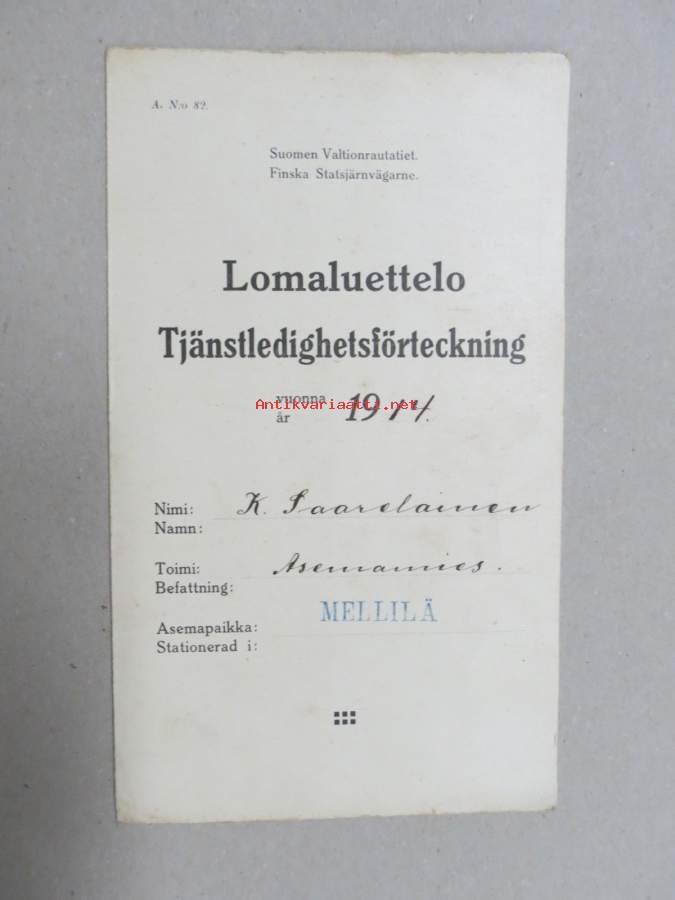 A. N:o 82.
Suomen Valtionrautatiet.
Finska Statsjärnvägarne.
Lomaluettelo
Tjänstledighetsförteckning
vuonna
år 1914.
Antikvariaatti.net
Nimi: K. Saarelainen
Namn:
Toimi: Asemamies.
Befattning:
MELLILÄ
Asemapaikka:
Stationerad i: